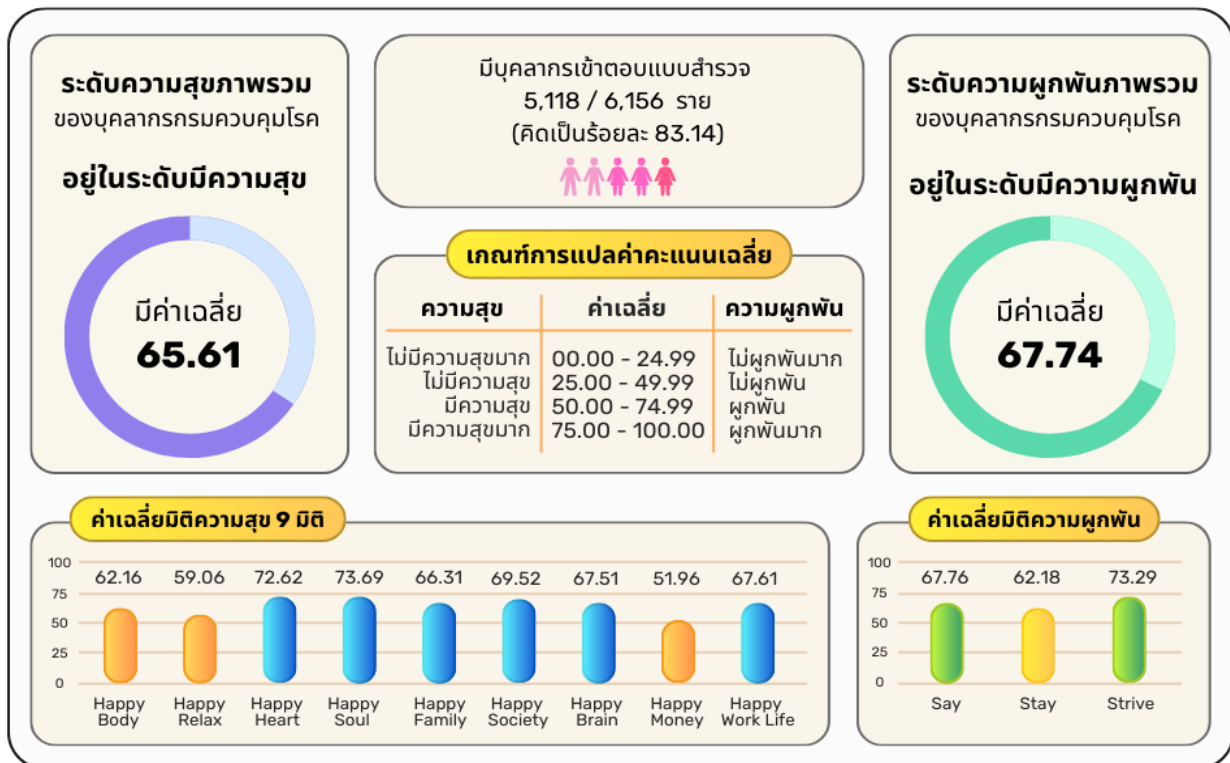 ระดับความสุขภาพรวม
ของบุคลากรกรมควบคุมโรค
อยู่ในระดับมีความสุข
มีค่าเฉลี่ย
65.61
มีบุคลากรเข้าตอบแบบสำรวจ
5,118 / 6,156 ราย
(คิดเป็นร้อยละ 83.14)
เกณฑ์การแปลค่าคะแนนเฉลี่ย
ความสุข ค่าเฉลี่ย ความผูกพัน
ไม่มีความสุขมาก 00.00 - 24.99 ไม่ผูกพันมาก
ไม่มีความสุข 25.00 - 49.99 ไม่ผูกพัน
มีความสุข 50.00 - 74.99 ผูกพัน
มีความสุขมาก 75.00 - 100.00 ผูกพันมาก
ระดับความผูกพันภาพรวม
ของบุคลากรกรมควบคุมโรค
อยู่ในระดับมีความผูกพัน
มีค่าเฉลี่ย
67.74
ค่าเฉลี่ยมิติความสุข 9 มิติ
100
62.16 59.06 72.62 73.69 66.31 69.52 67.51 51.96 67.61
75
50
25
0
Happy Happy Happy Happy Happy Happy Happy Happy Happy
Body Relax Heart Soul Family Society Brain Money Work Life
ค่าเฉลี่ยมิติความผูกพัน
100
67.76 62.18 73.29
75
50
25
0
Say Stay Strive